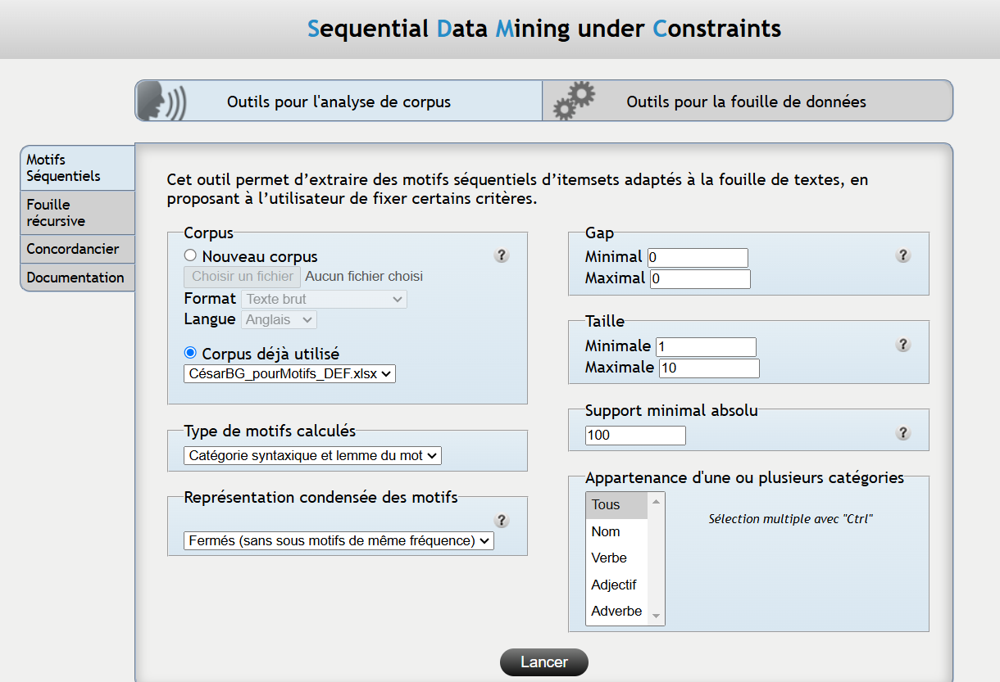 Sequential Data Mining under Constraints
Outils pour l'analyse de corpus
Outils pour la fouille de données
Motifs
Séquentiels
Fouille
récursive
Concordancier
Documentation
Cet outil permet d’extraire des motifs séquentiels d’itemsets adaptés à la fouille de textes, en
proposant à l’utilisateur de fixer certains critères.
Corpus
Nouveau corpus
?
Choisir un fichier Aucun fichier choisi
Format Texte brut
Langue Anglais
Corpus déjà utilisé
CésarBG_pourMotifs_DEF.xlsx
Type de motifs calculés
Catégorie syntaxique et lemme du mot
Représentation condensée des motifs
?
Fermés (sans sous motifs de même fréquence)
Gap
Minimal 0
?
Maximal 0
Taille
Minimale 1
?
Maximale 10
Support minimal absolu
100
?
Appartenance d'une ou plusieurs catégories
Tous
Nom
Verbe
Adjectif
Adverbe
Sélection multiple avec "Ctrl"
Lancer